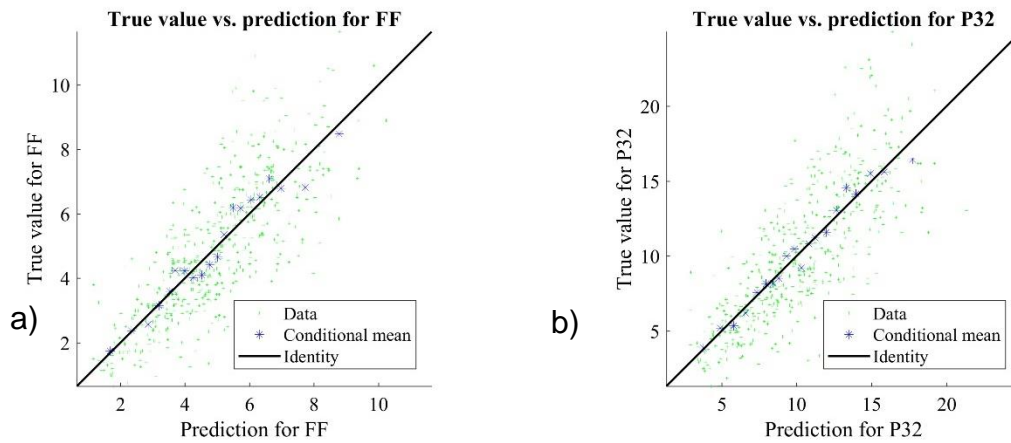 True value vs. prediction for FF
10
8
6
4
2
True value for FF
2 4 6 8 10
Prediction for FF
Data
Conditional mean
Identity
a)
True value vs. prediction for P32
20
15
10
5
True value for P32
5 10 15 20
Prediction for P32
Data
Conditional mean
Identity
b)